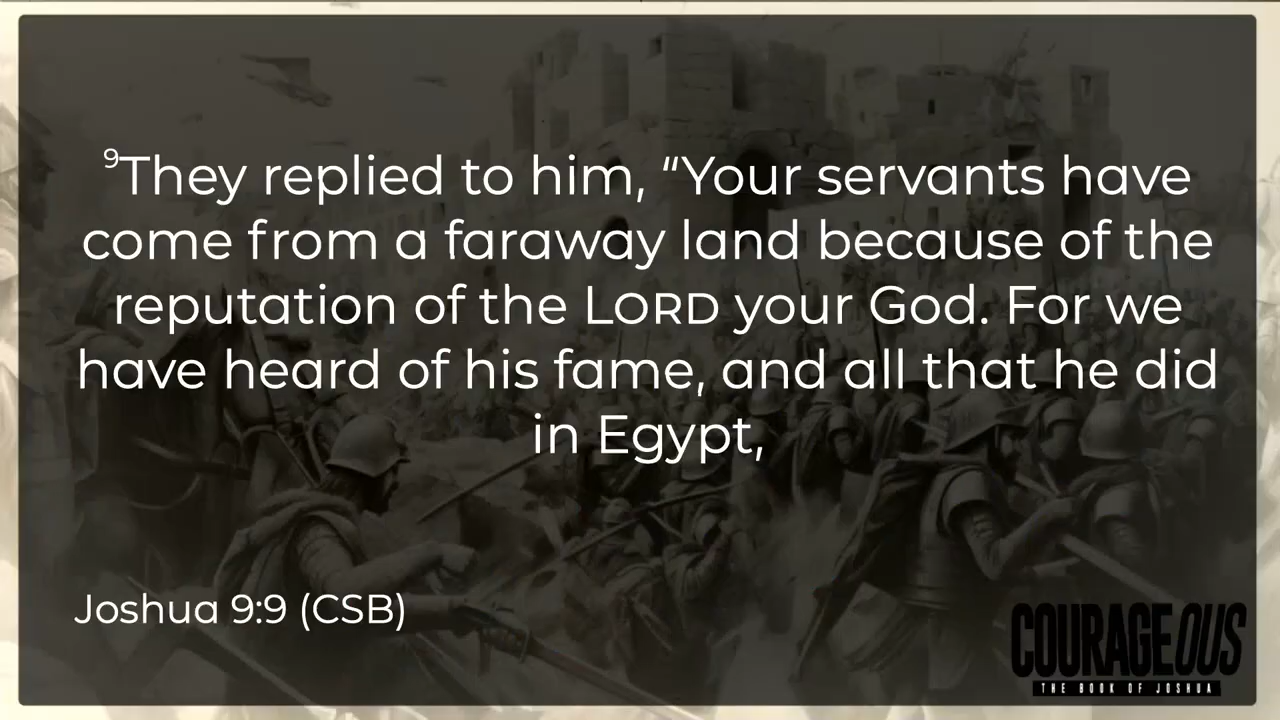 ⁹They replied to him, “Your servants have
come from a faraway land because of the
reputation of the LORD your God. For we
have heard of his fame, and all that he did
in Egypt,
Joshua 9:9 (CSB)
COURAGEOUS
THE BOOK OF JOSHUA